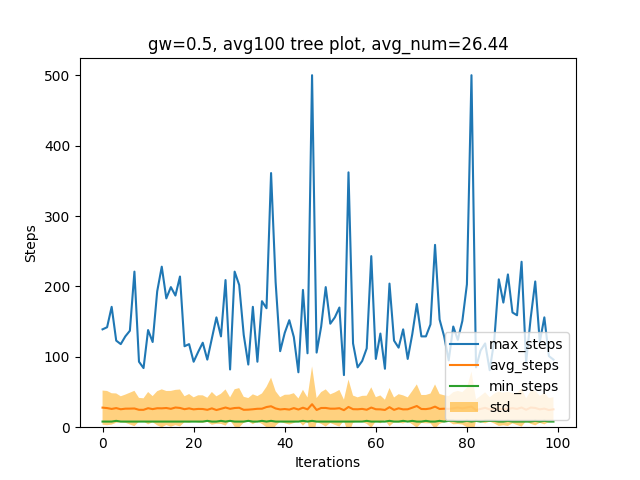 gw=0.5, avg100 tree plot, avg_num=26.44
500
400
300
200
100
0
Steps
max_steps
avg_steps
min_steps
std
0
20
40
60
80
100
Iterations